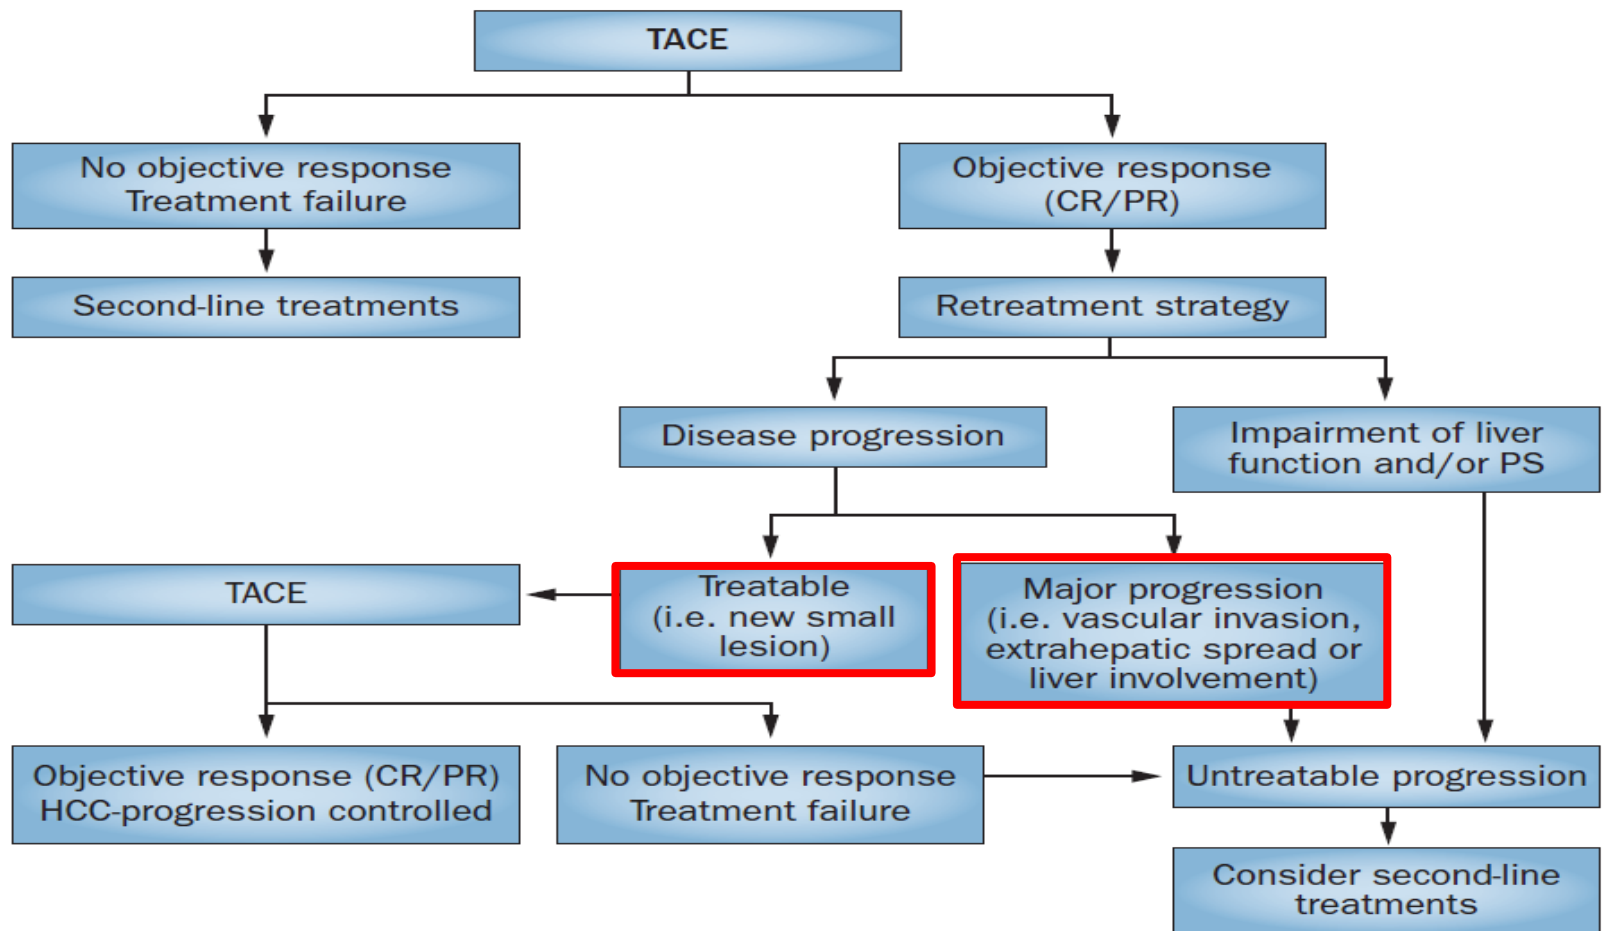 TACE
No objective response
Treatment failure
Objective response
(CR/PR)
Second-line treatments
Retreatment strategy
Disease progression
Impairment of liver
function and/or PS
TACE
Treatable
(i.e. new small
lesion)
Major progression
(i.e. vascular invasion,
extrahepatic spread or
liver involvement)
Objective response (CR/PR)
HCC-progression controlled
No objective response
Treatment failure
Untreatable progression
Consider second-line
treatments